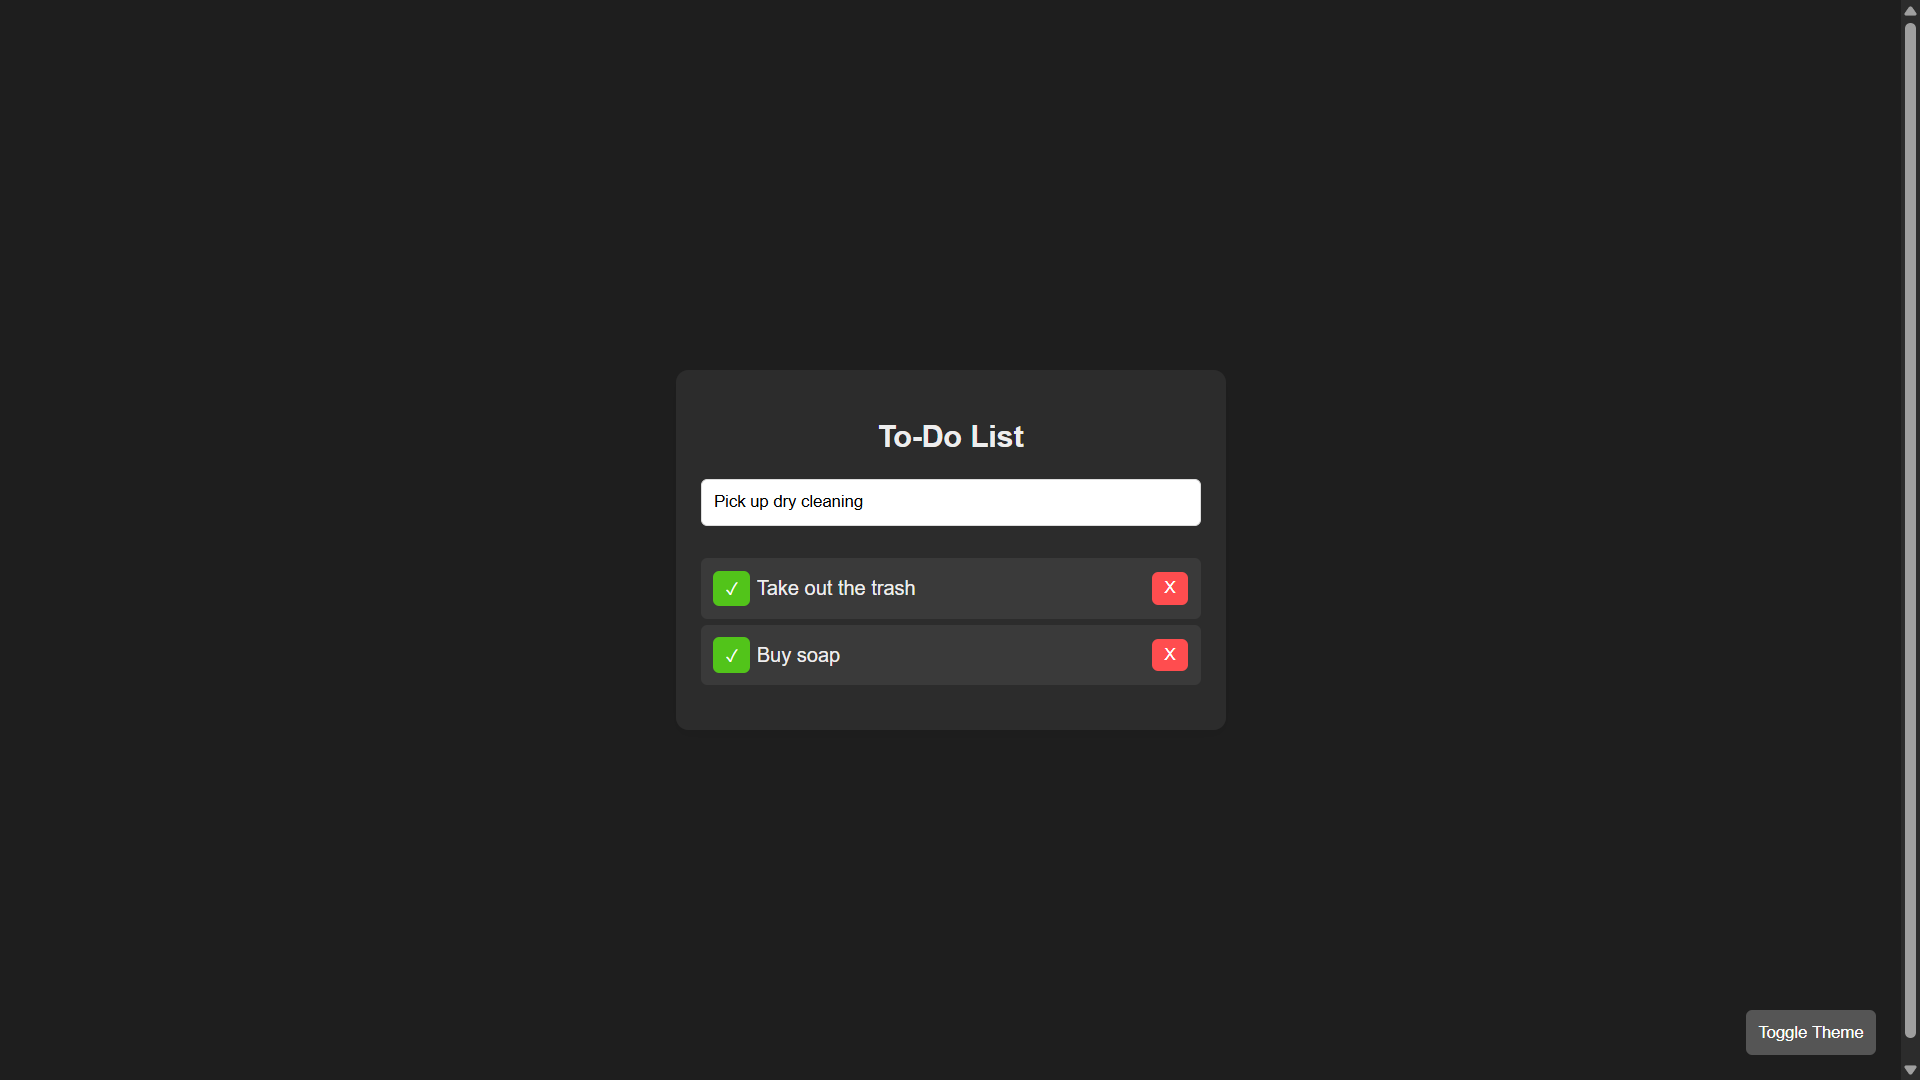 To-Do List
Pick up dry cleaning
✓ Take out the trash X
✓ Buy soap X
Toggle Theme